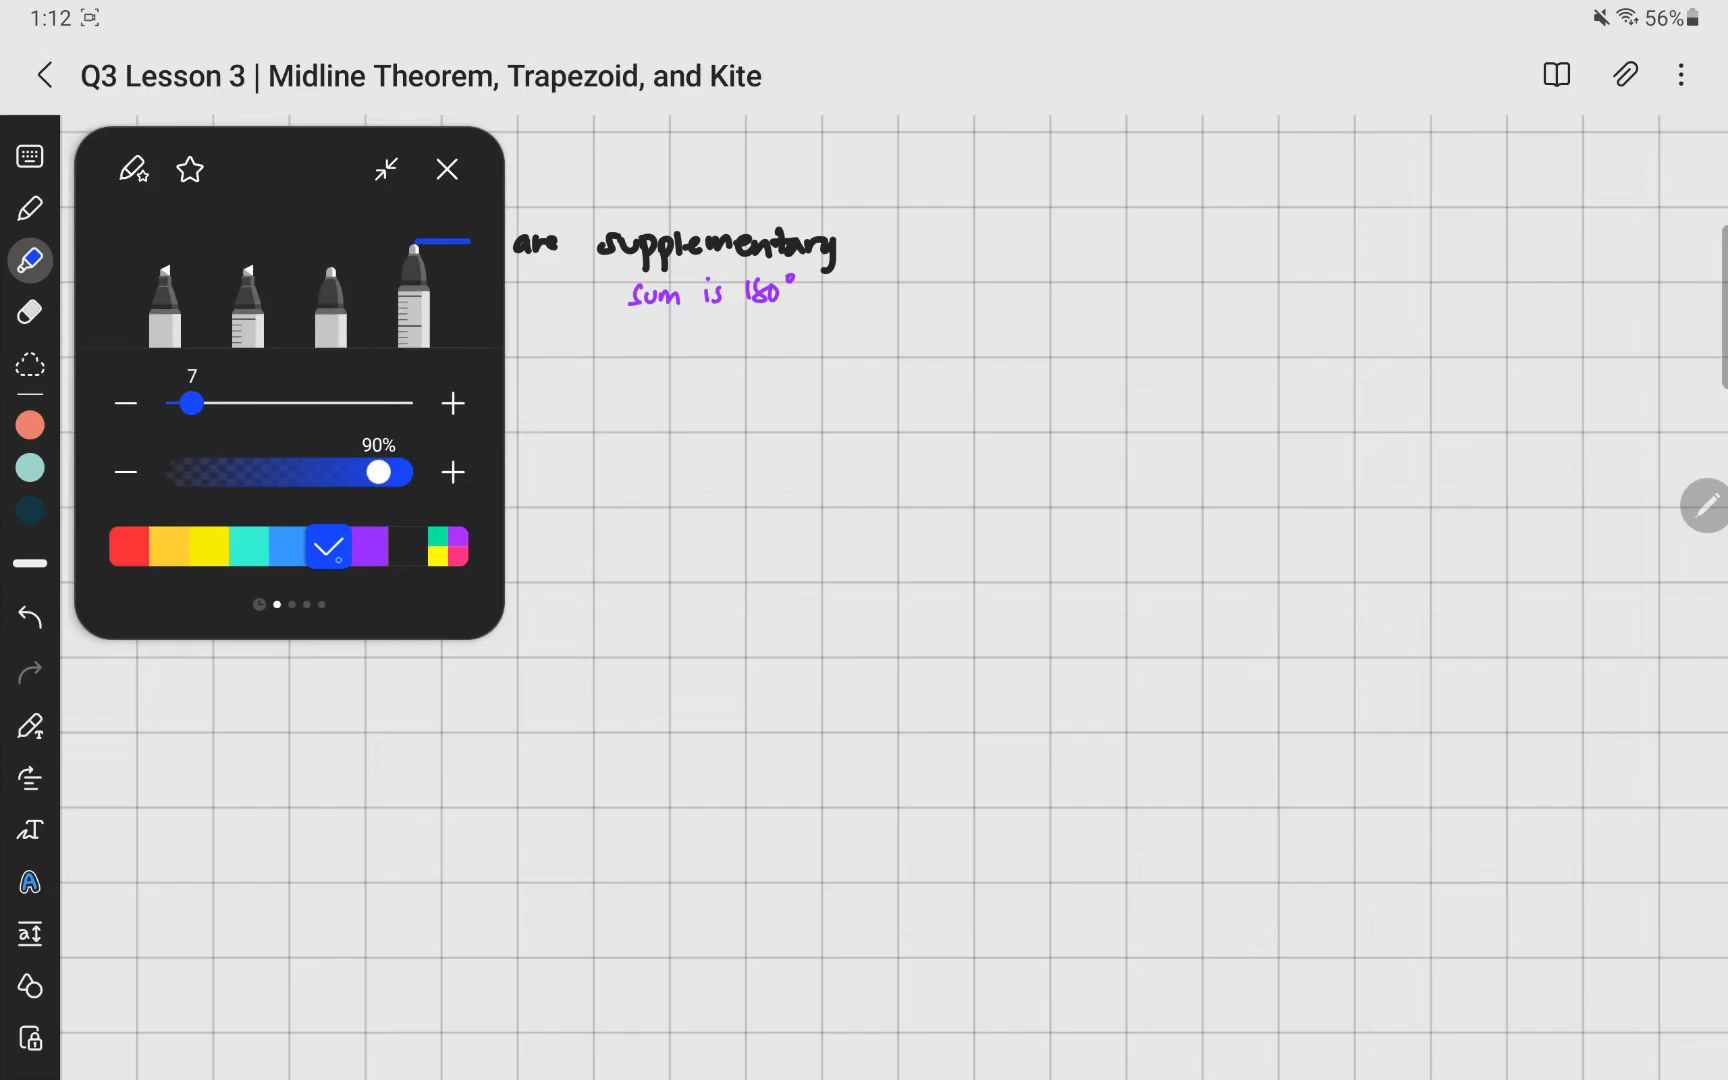 1:12 56%
Q3 Lesson 3 | Midline Theorem, Trapezoid, and Kite
are supplementary
sum is 180°
7
90%